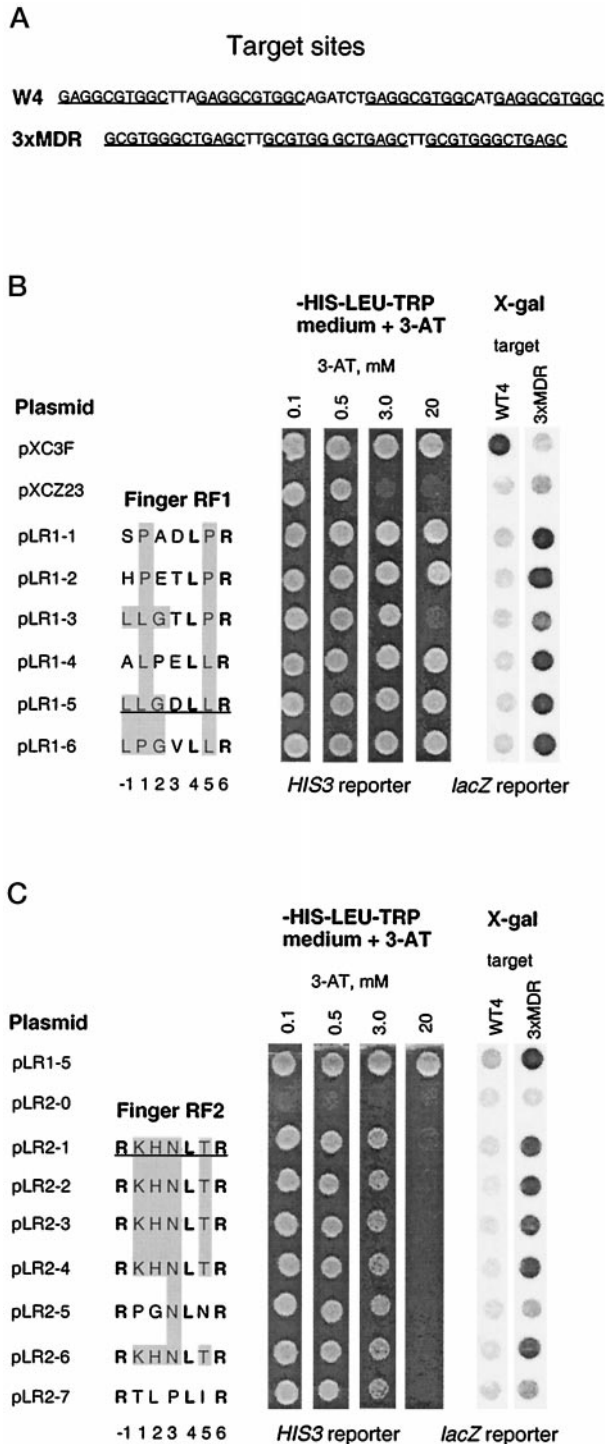 A
Target sites
W4 GAGGCGTGGCTTAGAGGCGTGGCAGATCTGAGGCGTGGCATGAGGCGTGGC
3xMDR GCGTGGGCTGAGCTTGCGTGG GCTGAGCTTGCGTGGGCTGAGC
B
-HIS-LEU-TRP X-gal
medium + 3-AT
target
3-AT, mM
Plasmid 0.1 0.5 3.0 20 WT4 3xMDR
pXC3F
pXCZ23 Finger RF1
pLR1-1 S P A D L P R
pLR1-2 H P E T L P R
pLR1-3 L L G T L P R
pLR1-4 A L P E L L R
pLR1-5 L L G D L L R
pLR1-6 L P G V L L R
-1 1 2 3 4 5 6 HIS3 reporter lacZ reporter
C
-HIS-LEU-TRP X-gal
medium + 3-AT
target
3-AT, mM
Plasmid 0.1 0.5 3.0 20 WT4 3xMDR
pLR1-5
pLR2-0 Finger RF2
pLR2-1 R K H N L T R
pLR2-2 R K H N L T R
pLR2-3 R K H N L T R
pLR2-4 R K H N L T R
pLR2-5 R P G N L N R
pLR2-6 R K H N L T R
pLR2-7 R T L P L I R
-1 1 2 3 4 5 6 HIS3 reporter lacZ reporter